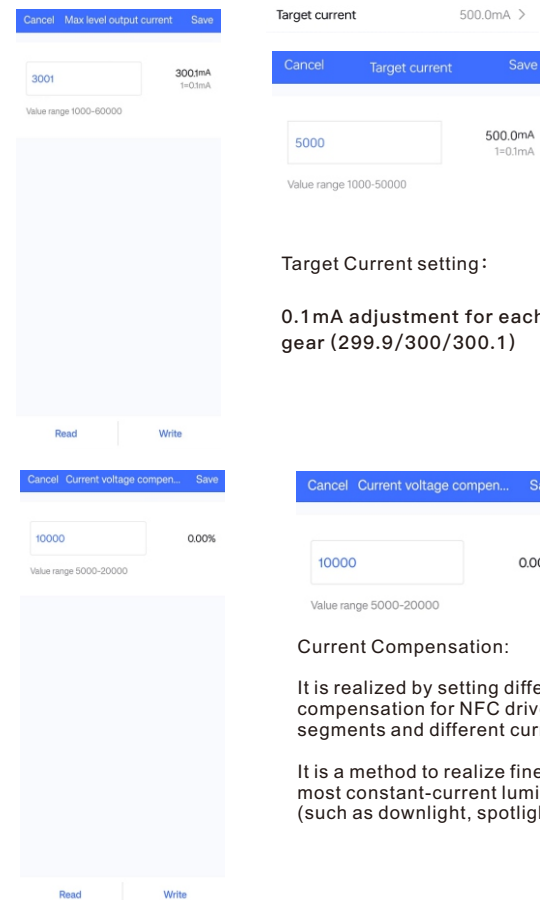 Cancel Max level output current Save
3001 300.1mA
1=0.1mA
Value range 1000-60000
Read Write
Target current 500.0mA >
Cancel Target current Save
5000 500.0mA
1=0.1mA
Value range 1000-50000
Target Current setting:
0.1mA adjustment for each
gear (299.9/300/300.1)
Cancel Current voltage compen... Save
10000 0.00%
Value range 5000-20000
Read Write
Cancel Current voltage compen...
10000
Value range 5000-20000
Current Compensation:
It is realized by setting
compensation for NFC
segments and different
It is a method to realize
most constant-current
(such as downlight,